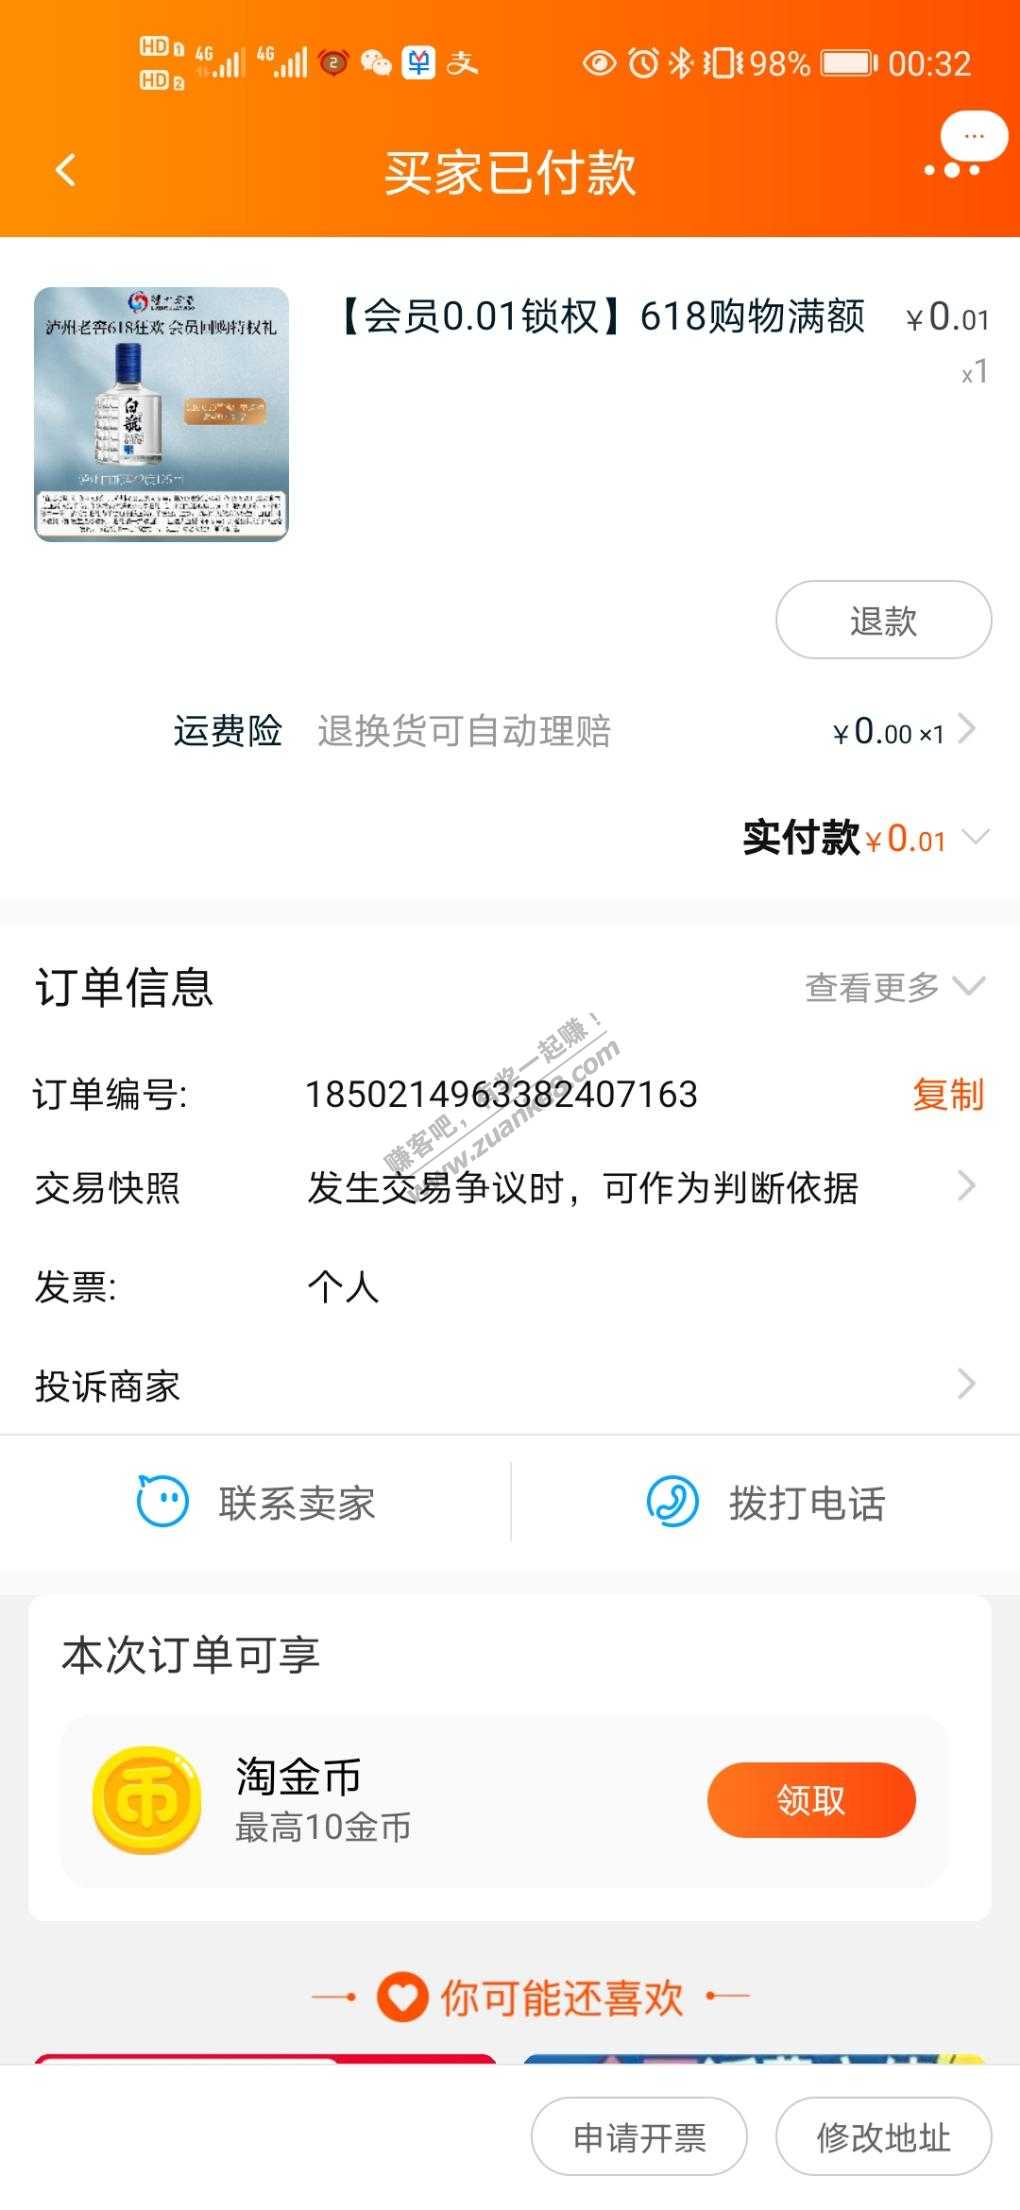 HD 1 4G 4G 2 单 支 98% 00:32
HD 2
买家已付款
泸州老窖618狂欢 会员回购特权礼
白瓶
【会员0.01锁权】618购物满额 ¥0.01
x1
退款
运费险 退换货可自动理赔 ¥0.00 ×1
实付款¥0.01
订单信息 查看更多
赚客吧，有奖一起赚！
www.zuanke8.com
订单编号: 1850214963382407163 复制
交易快照 发生交易争议时，可作为判断依据
发票: 个人
投诉商家
联系卖家 拨打电话
本次订单可享
币 淘金币 领取
最高10金币
你可能还喜欢
申请开票 修改地址